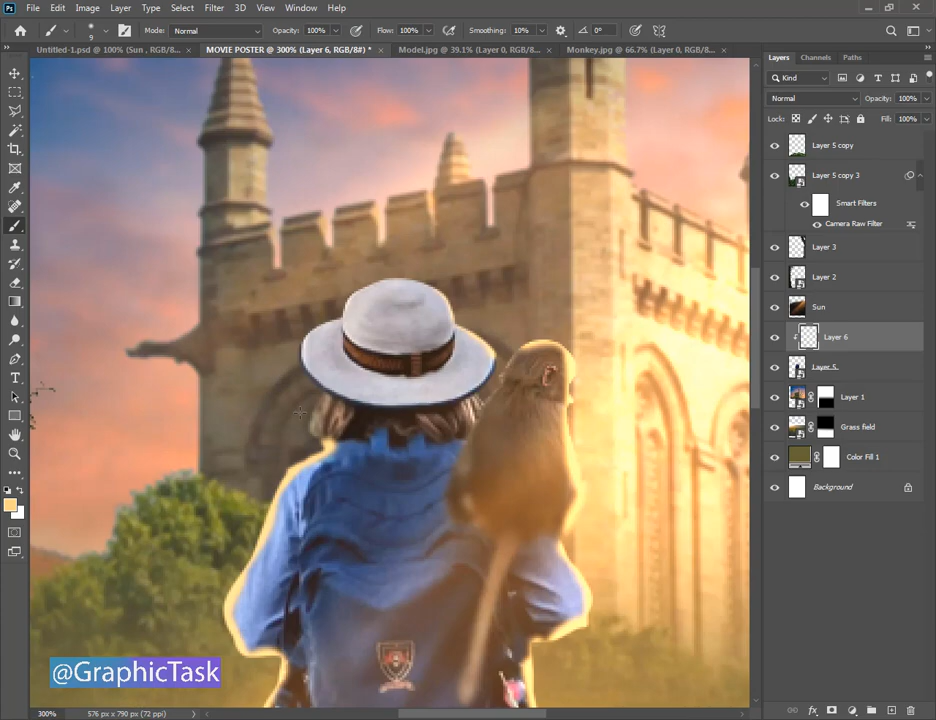 Ps File Edit Image Layer Type Select Filter 3D View Window Help
9 Mode: Normal Opacity: 100% Flow: 100% Smoothing: 10% 0°
Untitled-1.psd @ 100% (Sun , RGB/8... × MOVIE POSTER @ 300% (Layer 6, RGB/8#) * × Model.jpg @ 39.1% (Layer 0, RGB/8... × Monkey.jpg @ 66.7% (Layer 0, RGB/8... ×
Layers Channels Paths
Kind
Normal Opacity: 100%
Lock: Fill: 100%
Layer 5 copy
Layer 5 copy 3
Smart Filters
Camera Raw Filter
Layer 3
Layer 2
Sun
Layer 6
Layer 5
Layer 1
Grass field
Color Fill 1
Background
@GraphicTask
300% 576 px x 790 px (72 ppi)
fx